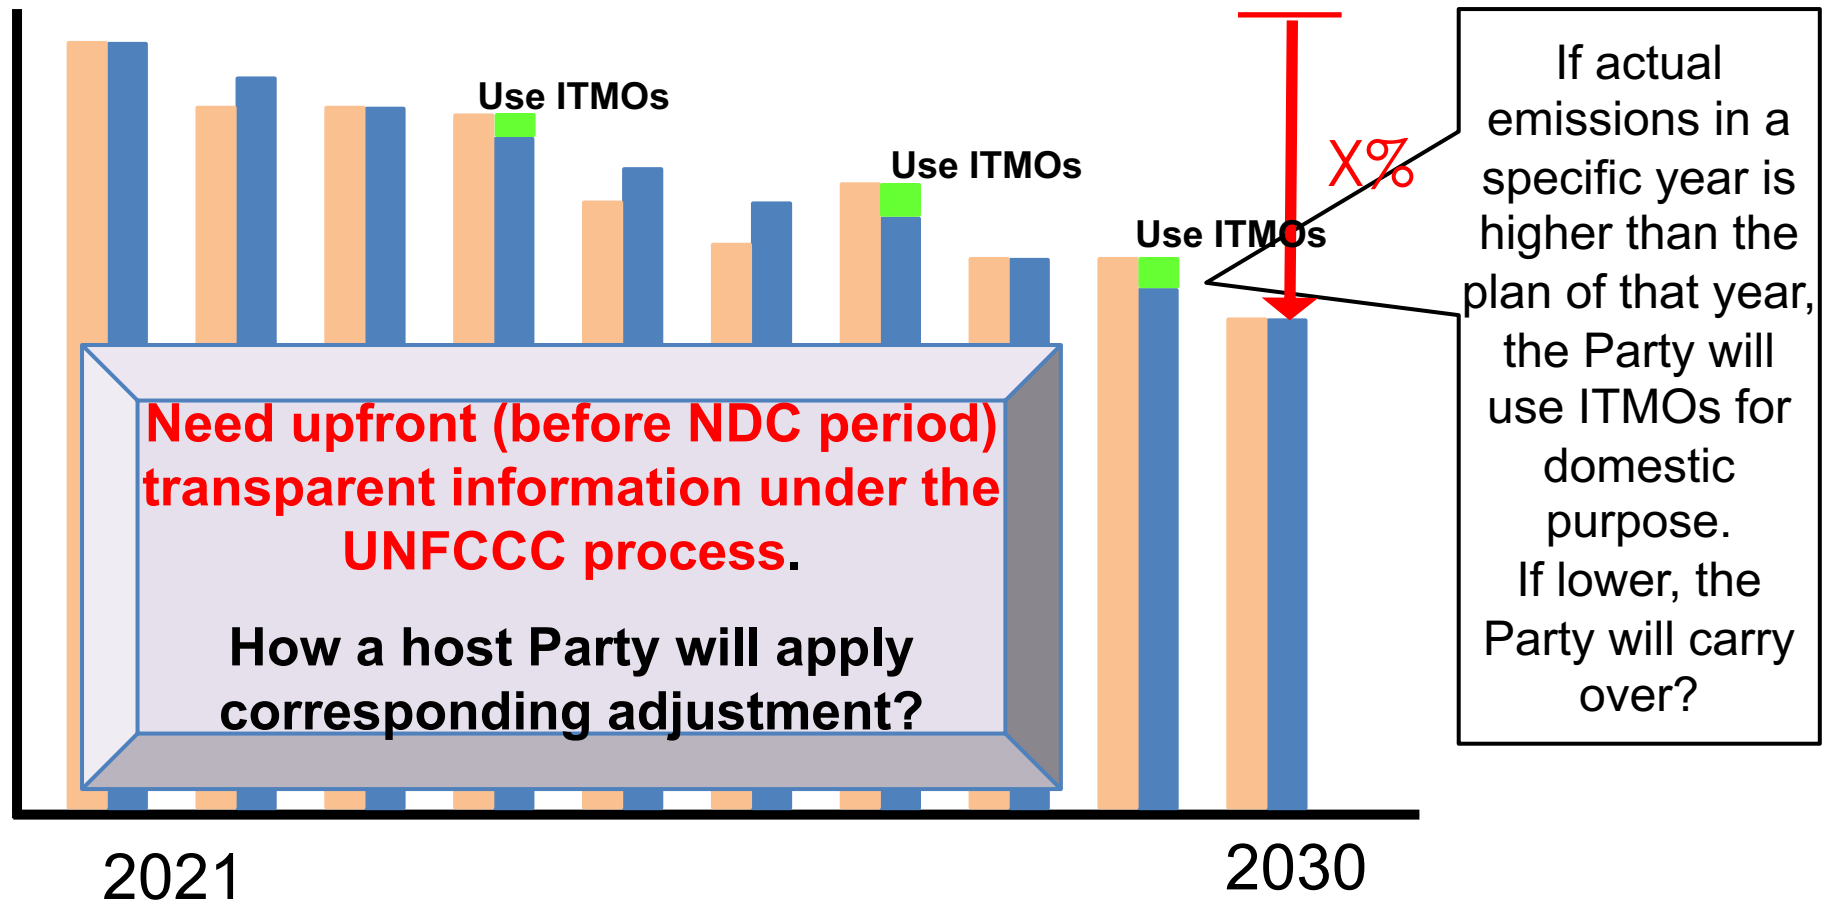 Use ITMOs
Use ITMOs
Use ITMOs
X%
If actual
emissions in a
specific year is
higher than the
plan of that year,
the Party will
use ITMOs for
domestic
purpose.
If lower, the
Party will carry
over?
Need upfront (before NDC period)
transparent information under the
UNFCCC process.
How a host Party will apply
corresponding adjustment?
2021
2030